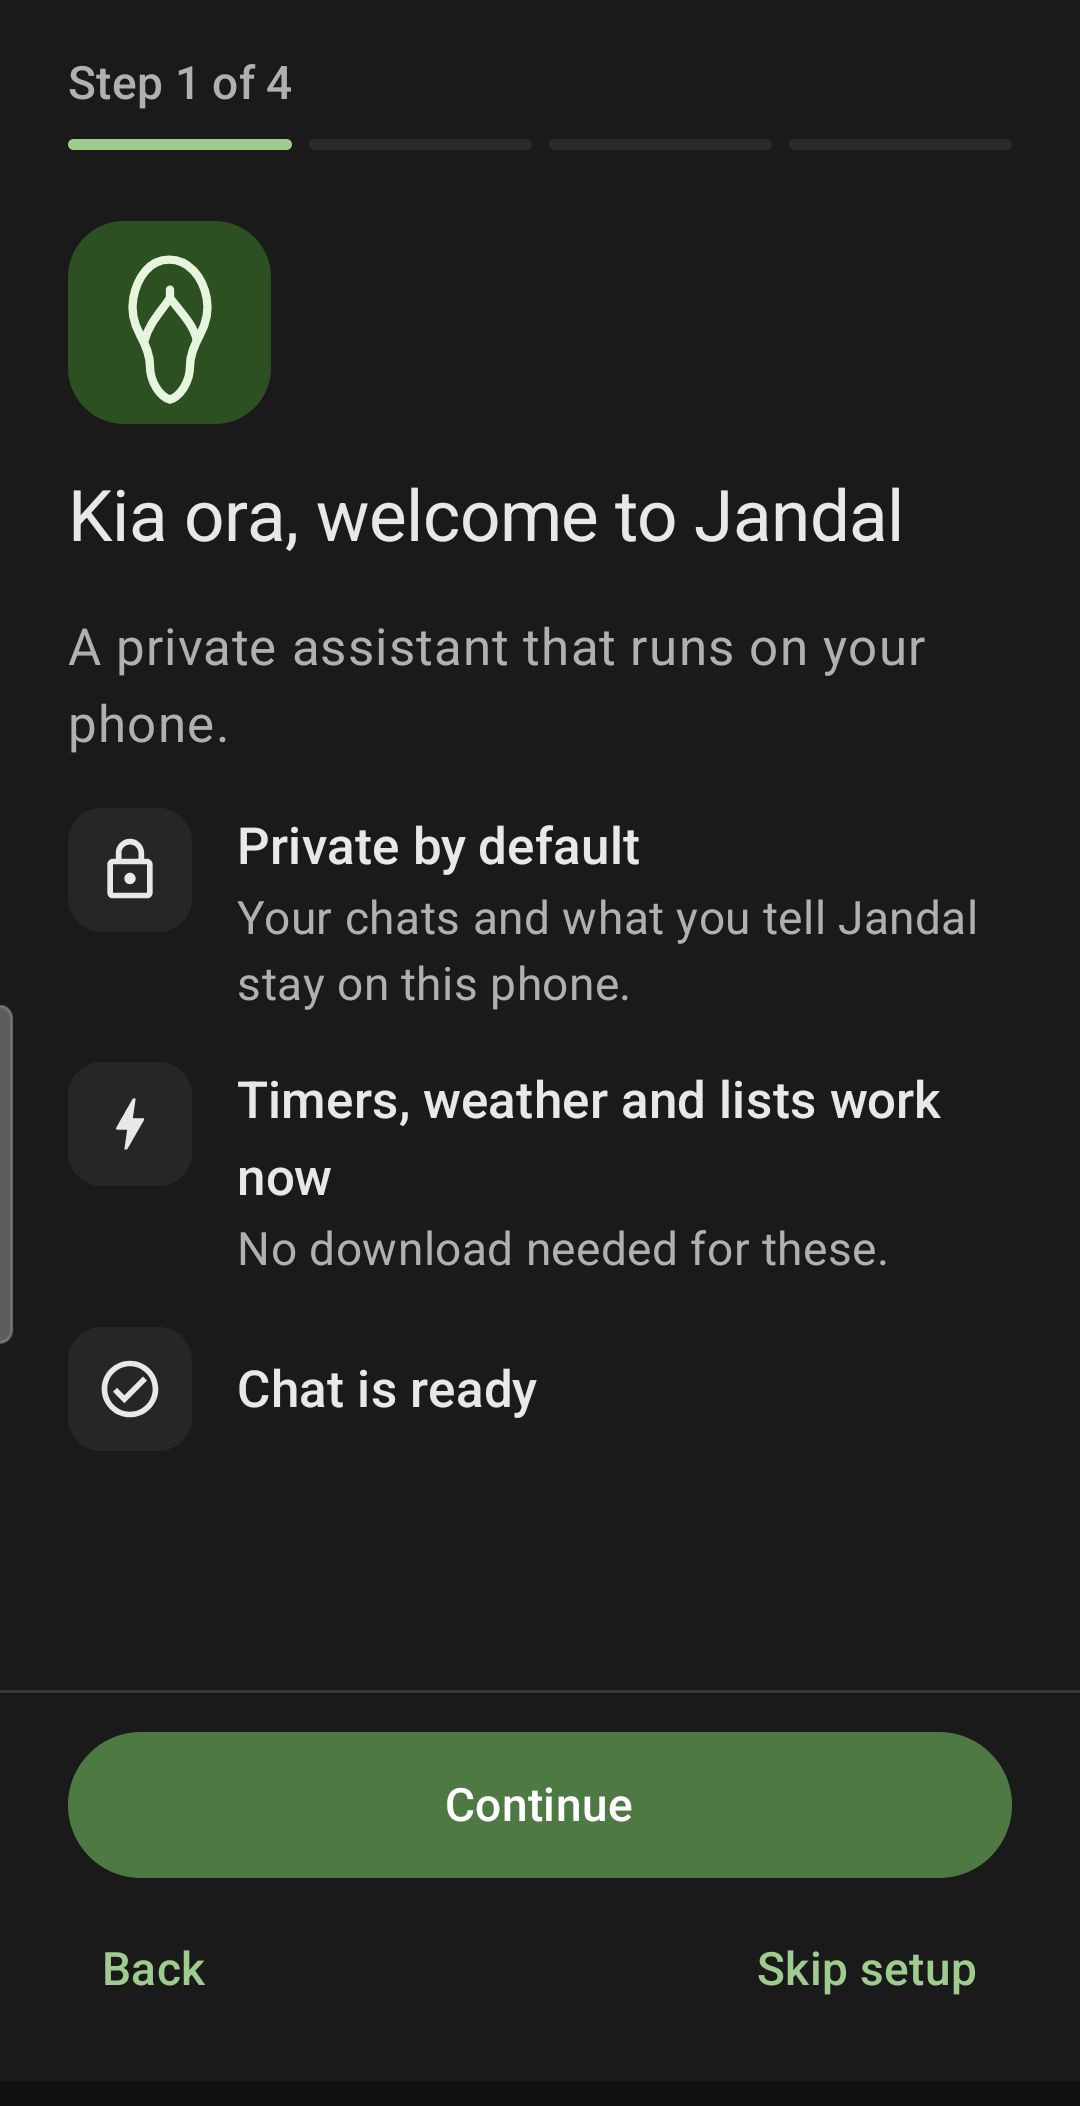 Step 1 of 4
Kia ora, welcome to Jandal
A private assistant that runs on your
phone.
Private by default
Your chats and what you tell Jandal
stay on this phone.
Timers, weather and lists work
now
No download needed for these.
Chat is ready
Continue
Back
Skip setup